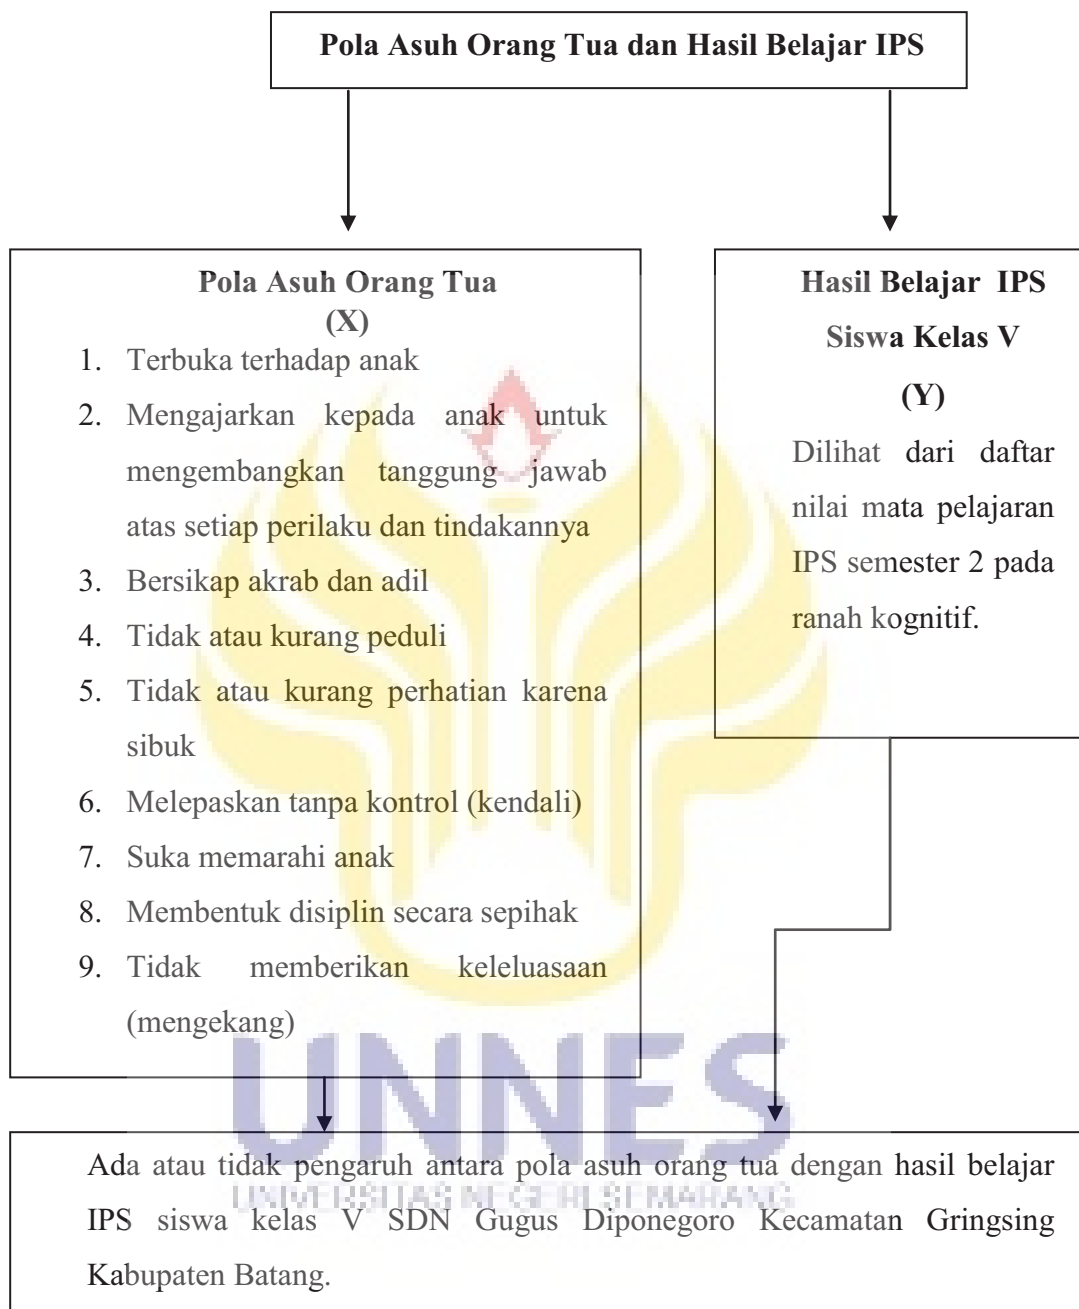 Pola Asuh Orang Tua dan Hasil Belajar IPS
Pola Asuh Orang Tua
(X)
1. Terbuka terhadap anak
2. Mengajarkan kepada anak untuk
mengembangkan tanggung jawab
atas setiap perilaku dan tindakannya
3. Bersikap akrab dan adil
4. Tidak atau kurang peduli
5. Tidak atau kurang perhatian karena
sibuk
6. Melepaskan tanpa kontrol (kendali)
7. Suka memarahi anak
8. Membentuk disiplin secara sepihak
9. Tidak memberikan keleluasaan
(mengekang)
Hasil Belajar IPS
Siswa Kelas V
(Y)
Dilihat dari daftar
nilai mata pelajaran
IPS semester 2 pada
ranah kognitif.
UNNES
UNIVERSITAS NEGERI SEMARANG
Ada atau tidak pengaruh antara pola asuh orang tua dengan hasil belajar
IPS siswa kelas V SDN Gugus Diponegoro Kecamatan Gringsing
Kabupaten Batang.